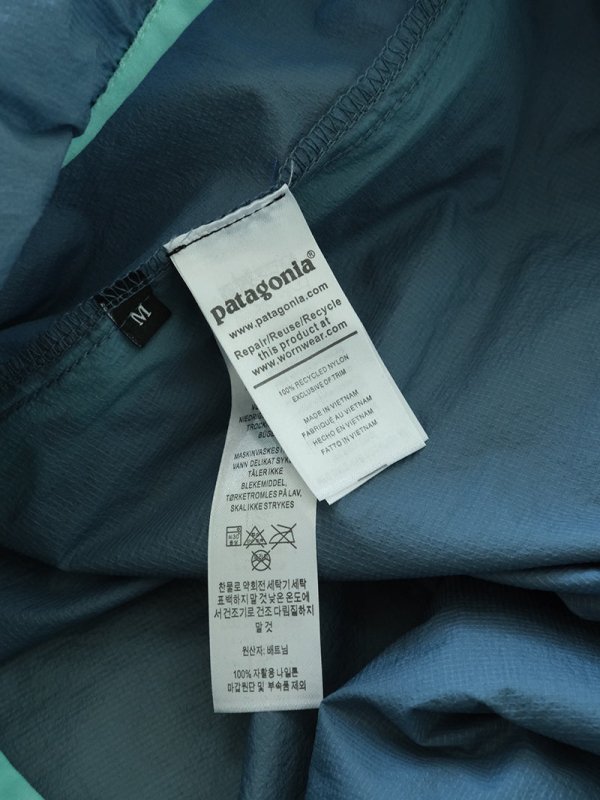 patagonia®
www.patagonia.com
Repair/Reuse/Recycle
this product at
www.wornwear.com
100% RECYCLED NYLON
EXCLUSIVE OF TRIM
MADE IN VIETNAM
FABRIQUÉ AU VIETNAM
HECHO EN VIETNAM
FATTO IN VIETNAM
M
MASKINVASKES
VANN DELIKAT
TÅLER IKKE
BLEKEMIDDEL,
TØRKETROMLES PÅ LAV,
SKAL IKKE STRYKES
찬물로 약회전 세탁기 세탁
표백하지 말 것 낮은 온도에
서 건조기로 건조 다림질하지
말 것
원산자: 베트남
100% 자활용 나일론
마감원단 및 부속품 제외